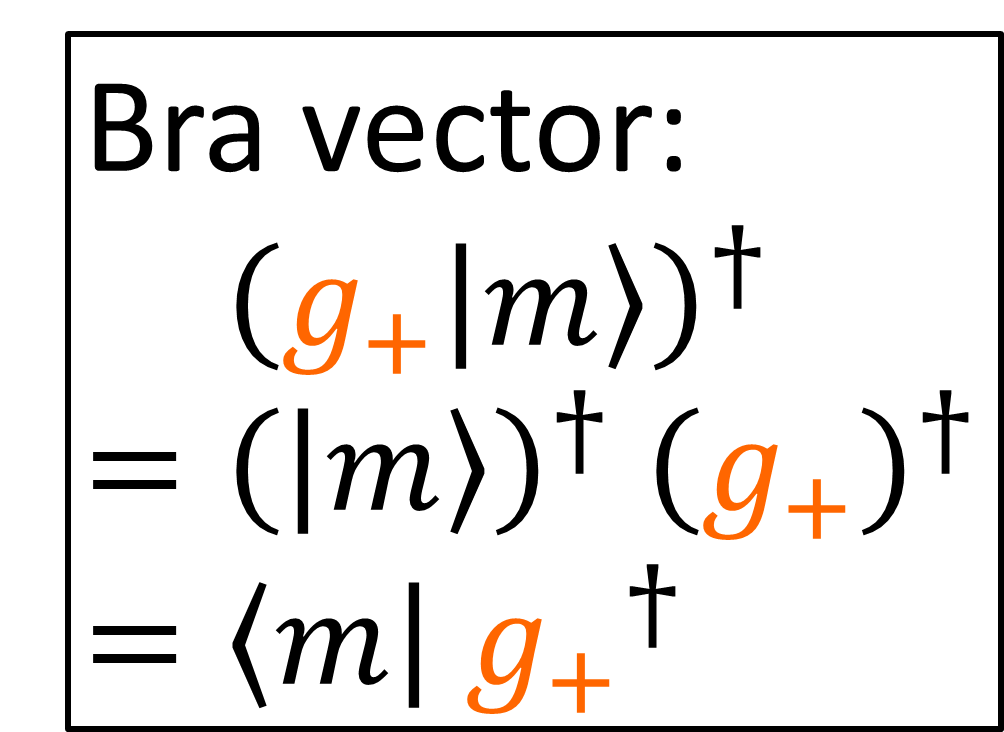 Bra vector:
(g₊|m⟩)†
= (|m⟩)† (g₊)†
= ⟨m| g₊†